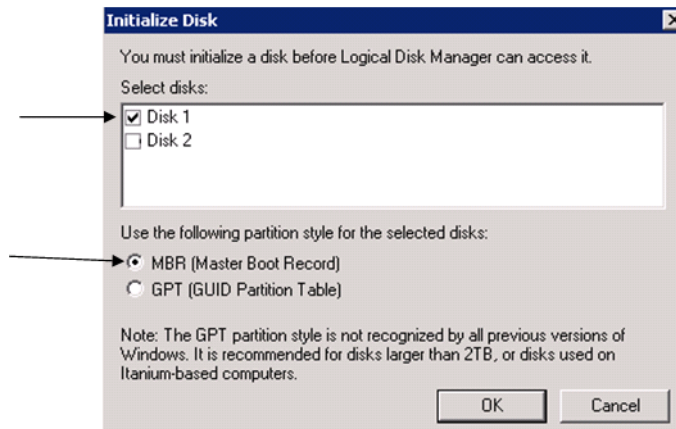 Initialize Disk
You must initialize a disk before Logical Disk Manager can access it.
Select disks:
Disk 1
Disk 2
Use the following partition style for the selected disks:
MBR (Master Boot Record)
GPT (GUID Partition Table)
Note: The GPT partition style is not recognized by all previous versions of
Windows. It is recommended for disks larger than 2TB, or disks used on
Itanium-based computers.
OK
Cancel